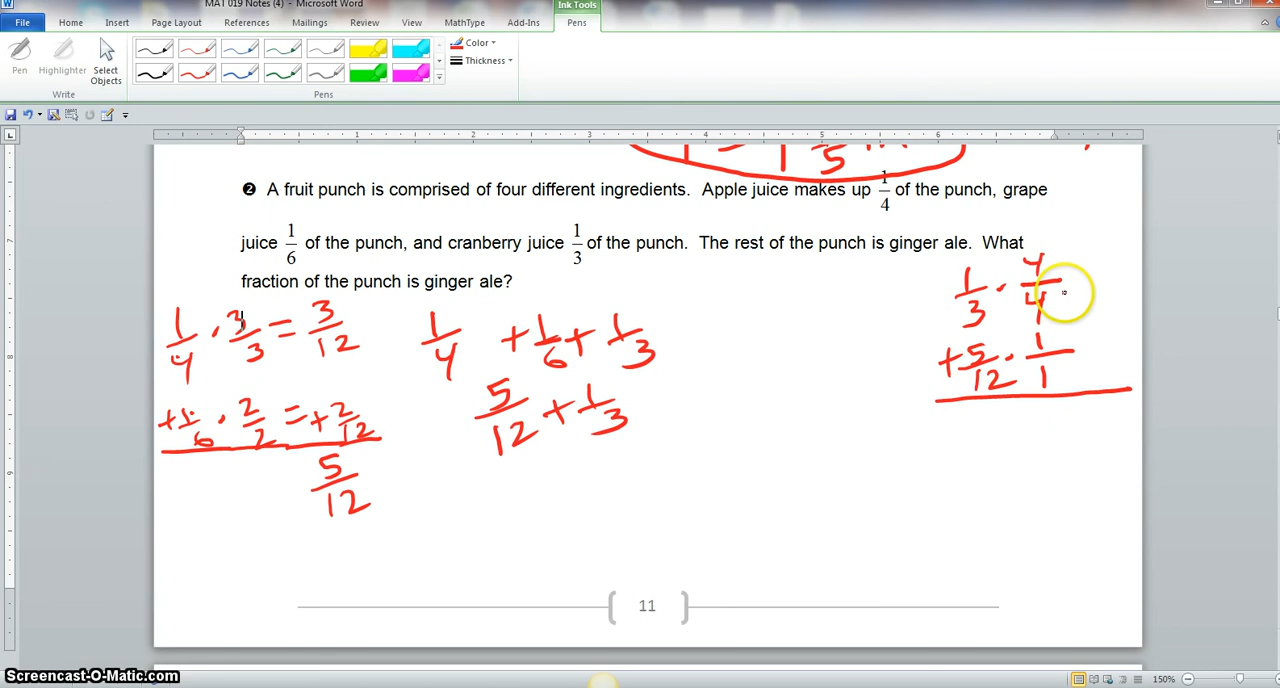 MAT 019 Notes (4) - Microsoft Word
Ink Tools
File Home Insert Page Layout References Mailings Review View MathType Add-Ins Pens
Pen Highlighter Select Objects
Color
Thickness
Write
Pens
1 2 3 4 5 6
❷ A fruit punch is comprised of four different ingredients. Apple juice makes up 1/4 of the punch, grape
juice 1/6 of the punch, and cranberry juice 1/3 of the punch. The rest of the punch is ginger ale. What
fraction of the punch is ginger ale?
1/4 · 3/3 = 3/12
+1/6 · 2/2 = +2/12
5/12
1/4 + 1/6 + 1/3
5/12 + 1/3
1/3 · 4/4
+5/12 · 1/1
11
Screencast-O-Matic.com
150%